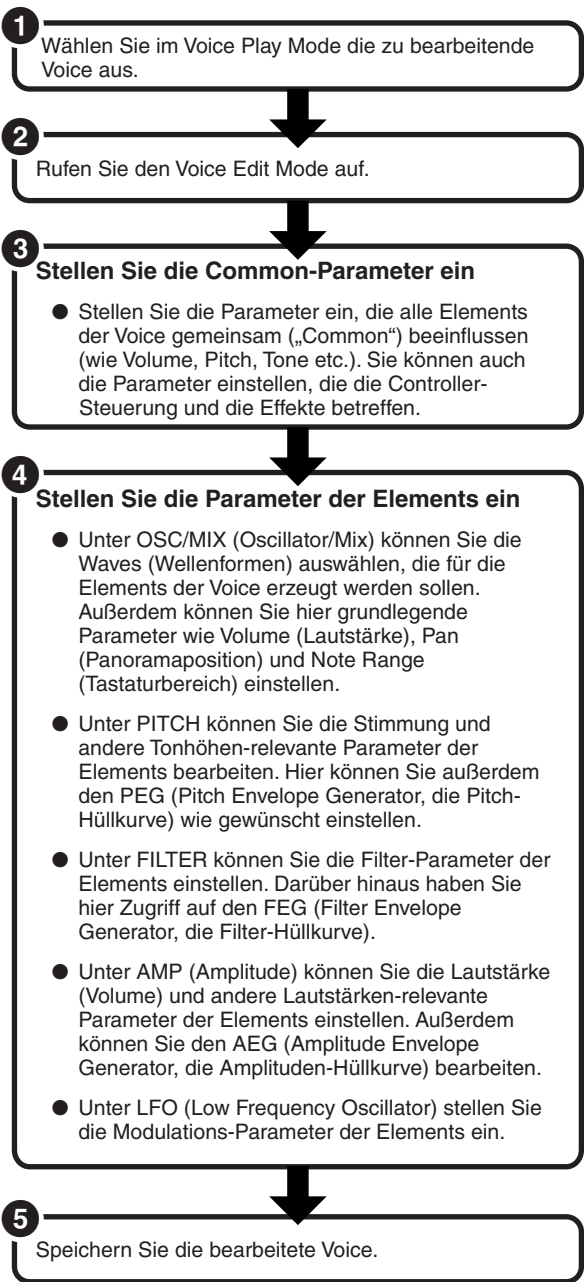 1
Wählen Sie im Voice Play Mode die zu bearbeitende
Voice aus.
2
Rufen Sie den Voice Edit Mode auf.
3
Stellen Sie die Common-Parameter ein
● Stellen Sie die Parameter ein, die alle Elements
der Voice gemeinsam („Common“) beeinflussen
(wie Volume, Pitch, Tone etc.). Sie können auch
die Parameter einstellen, die die Controller-
Steuerung und die Effekte betreffen.
4
Stellen Sie die Parameter der Elements ein
● Unter OSC/MIX (Oscillator/Mix) können Sie die
Waves (Wellenformen) auswählen, die für die
Elements der Voice erzeugt werden sollen.
Außerdem können Sie hier grundlegende
Parameter wie Volume (Lautstärke), Pan
(Panoramaposition) und Note Range
(Tastaturbereich) einstellen.
● Unter PITCH können Sie die Stimmung und
andere Tonhöhen-relevante Parameter der
Elements bearbeiten. Hier können Sie außerdem
den PEG (Pitch Envelope Generator, die Pitch-
Hüllkurve) wie gewünscht einstellen.
● Unter FILTER können Sie die Filter-Parameter der
Elements einstellen. Darüber hinaus haben Sie
hier Zugriff auf den FEG (Filter Envelope
Generator, die Filter-Hüllkurve).
● Unter AMP (Amplitude) können Sie die Lautstärke
(Volume) und andere Lautstärken-relevante
Parameter der Elements einstellen. Außerdem
können Sie den AEG (Amplitude Envelope
Generator, die Amplituden-Hüllkurve) bearbeiten.
● Unter LFO (Low Frequency Oscillator) stellen Sie
die Modulations-Parameter der Elements ein.
5
Speichern Sie die bearbeitete Voice.